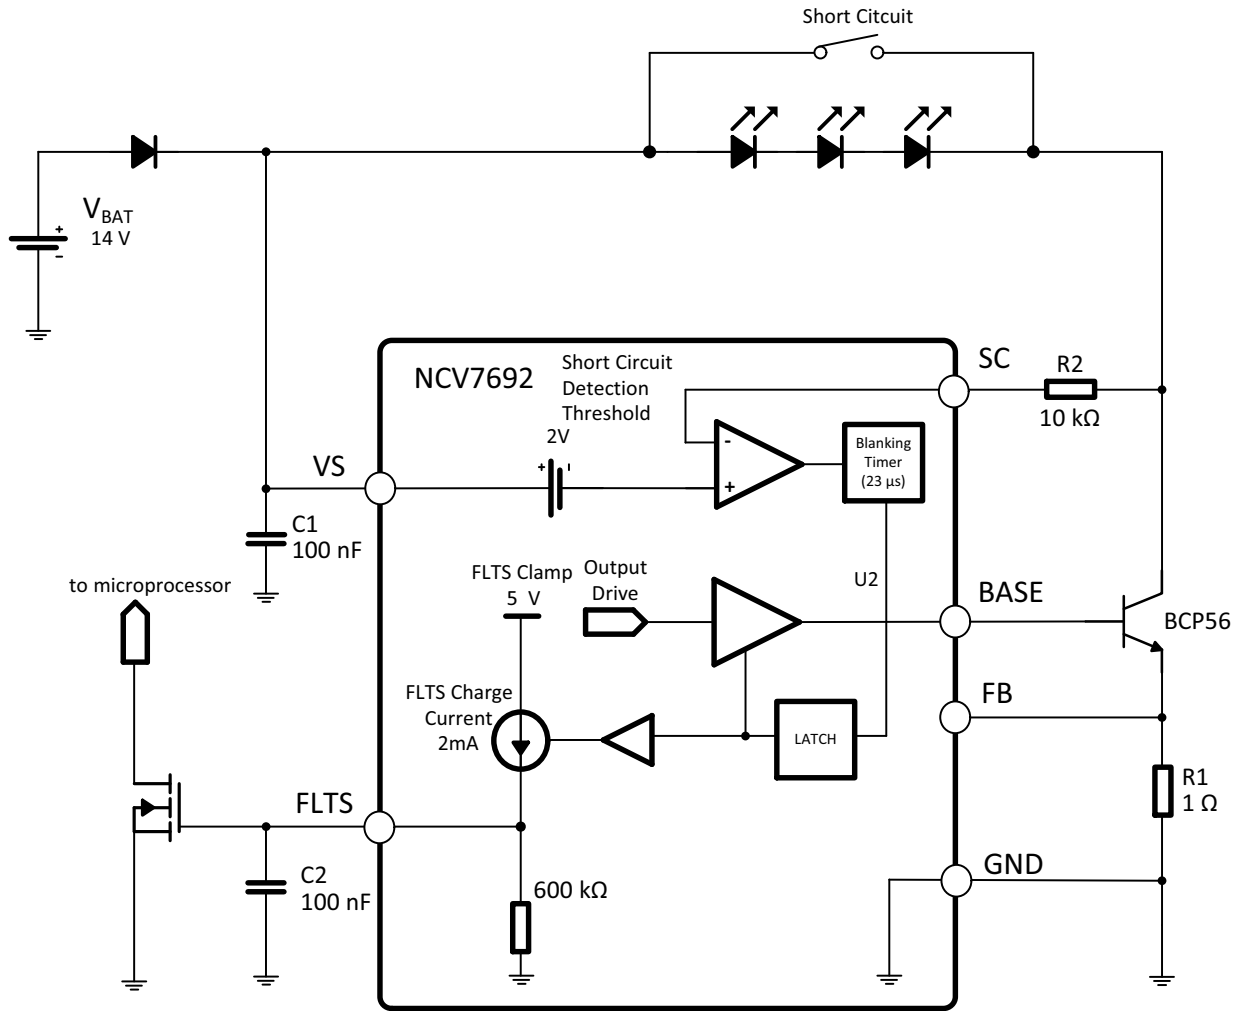 Short Citcuit
V_BAT
+
14 V
-
SC
R2
10 kΩ
NCV7692
Short Circuit
Detection
Threshold
2V
+
-
-
+
Blanking
Timer
(23 µs)
VS
C1
100 nF
to microprocessor
FLTS Clamp
5 V
Output
Drive
U2
BASE
BCP56
FLTS Charge
Current
2mA
LATCH
FB
R1
1 Ω
FLTS
C2
100 nF
600 kΩ
GND